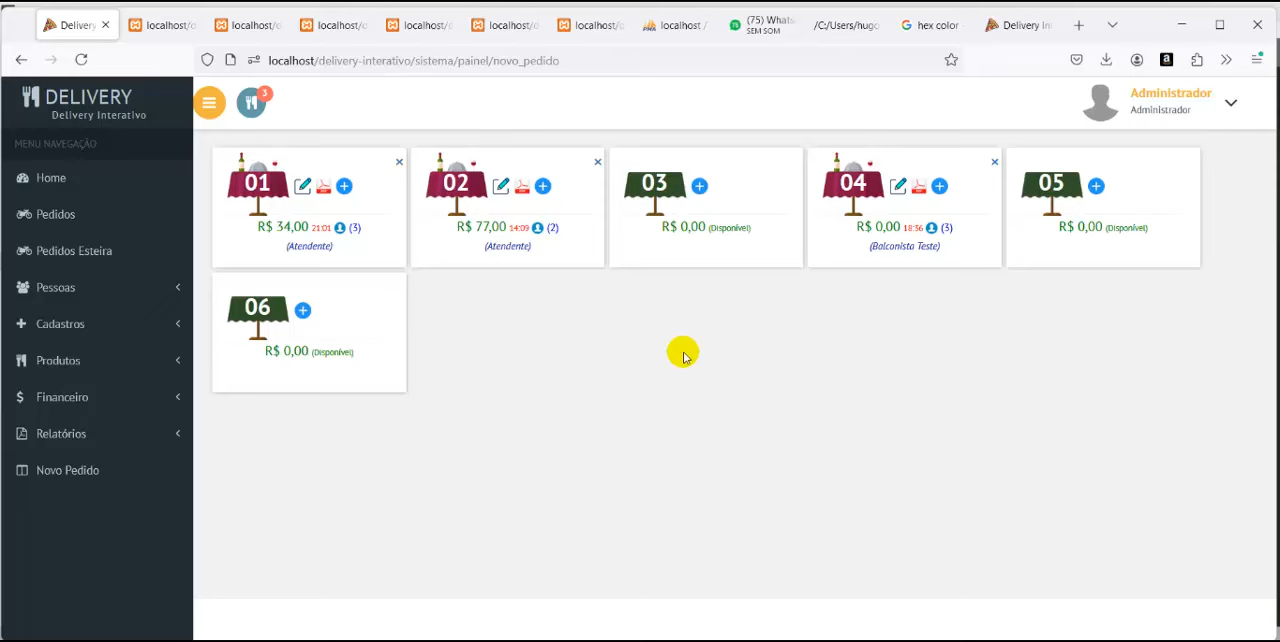 Delivery
localhost/
localhost/
localhost/
localhost/
localhost/
localhost/
localhost /
(75) Whats
SEM SOM
/C:/Users/hugo
hex color
Delivery In
localhost/delivery-interativo/sistema/painel/novo_pedido
DELIVERY
Delivery Interativo
3
Administrador
Administrador
MENU NAVEGAÇÃO
Home
Pedidos
Pedidos Esteira
Pessoas
Cadastros
Produtos
Financeiro
Relatórios
Novo Pedido
01
R$ 34,00 21:01 (3)
(Atendente)
02
R$ 77,00 14:09 (2)
(Atendente)
03
R$ 0,00 (Disponível)
04
R$ 0,00 18:36 (3)
(Balconista Teste)
05
R$ 0,00 (Disponível)
06
R$ 0,00 (Disponível)